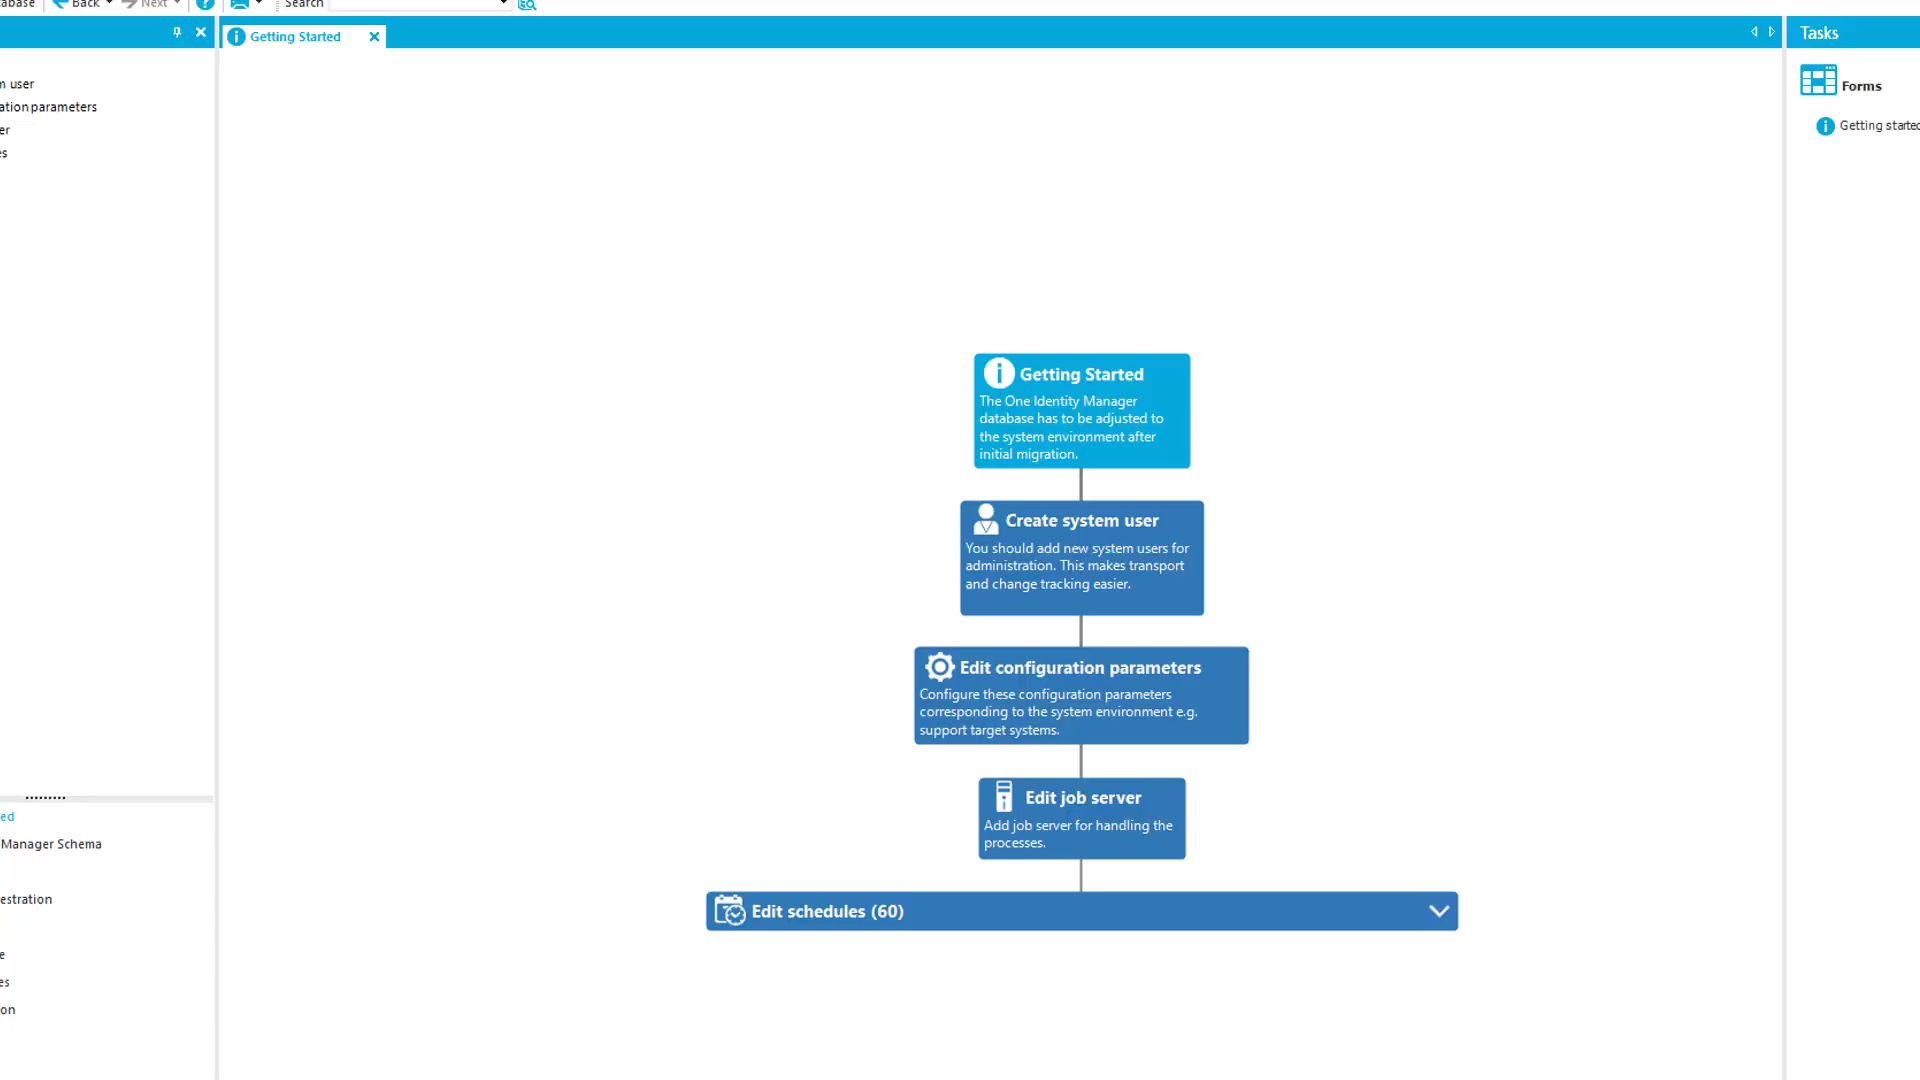 Back
Next
Search
Getting Started
Tasks
Forms
Getting started
m user
ation parameters
er
es
Getting Started
The One Identity Manager
database has to be adjusted to
the system environment after
initial migration.
Create system user
You should add new system users for
administration. This makes transport
and change tracking easier.
Edit configuration parameters
Configure these configuration parameters
corresponding to the system environment e.g.
support target systems.
Edit job server
Add job server for handling the
processes.
Edit schedules (60)
ed
Manager Schema
estration
e
es
on